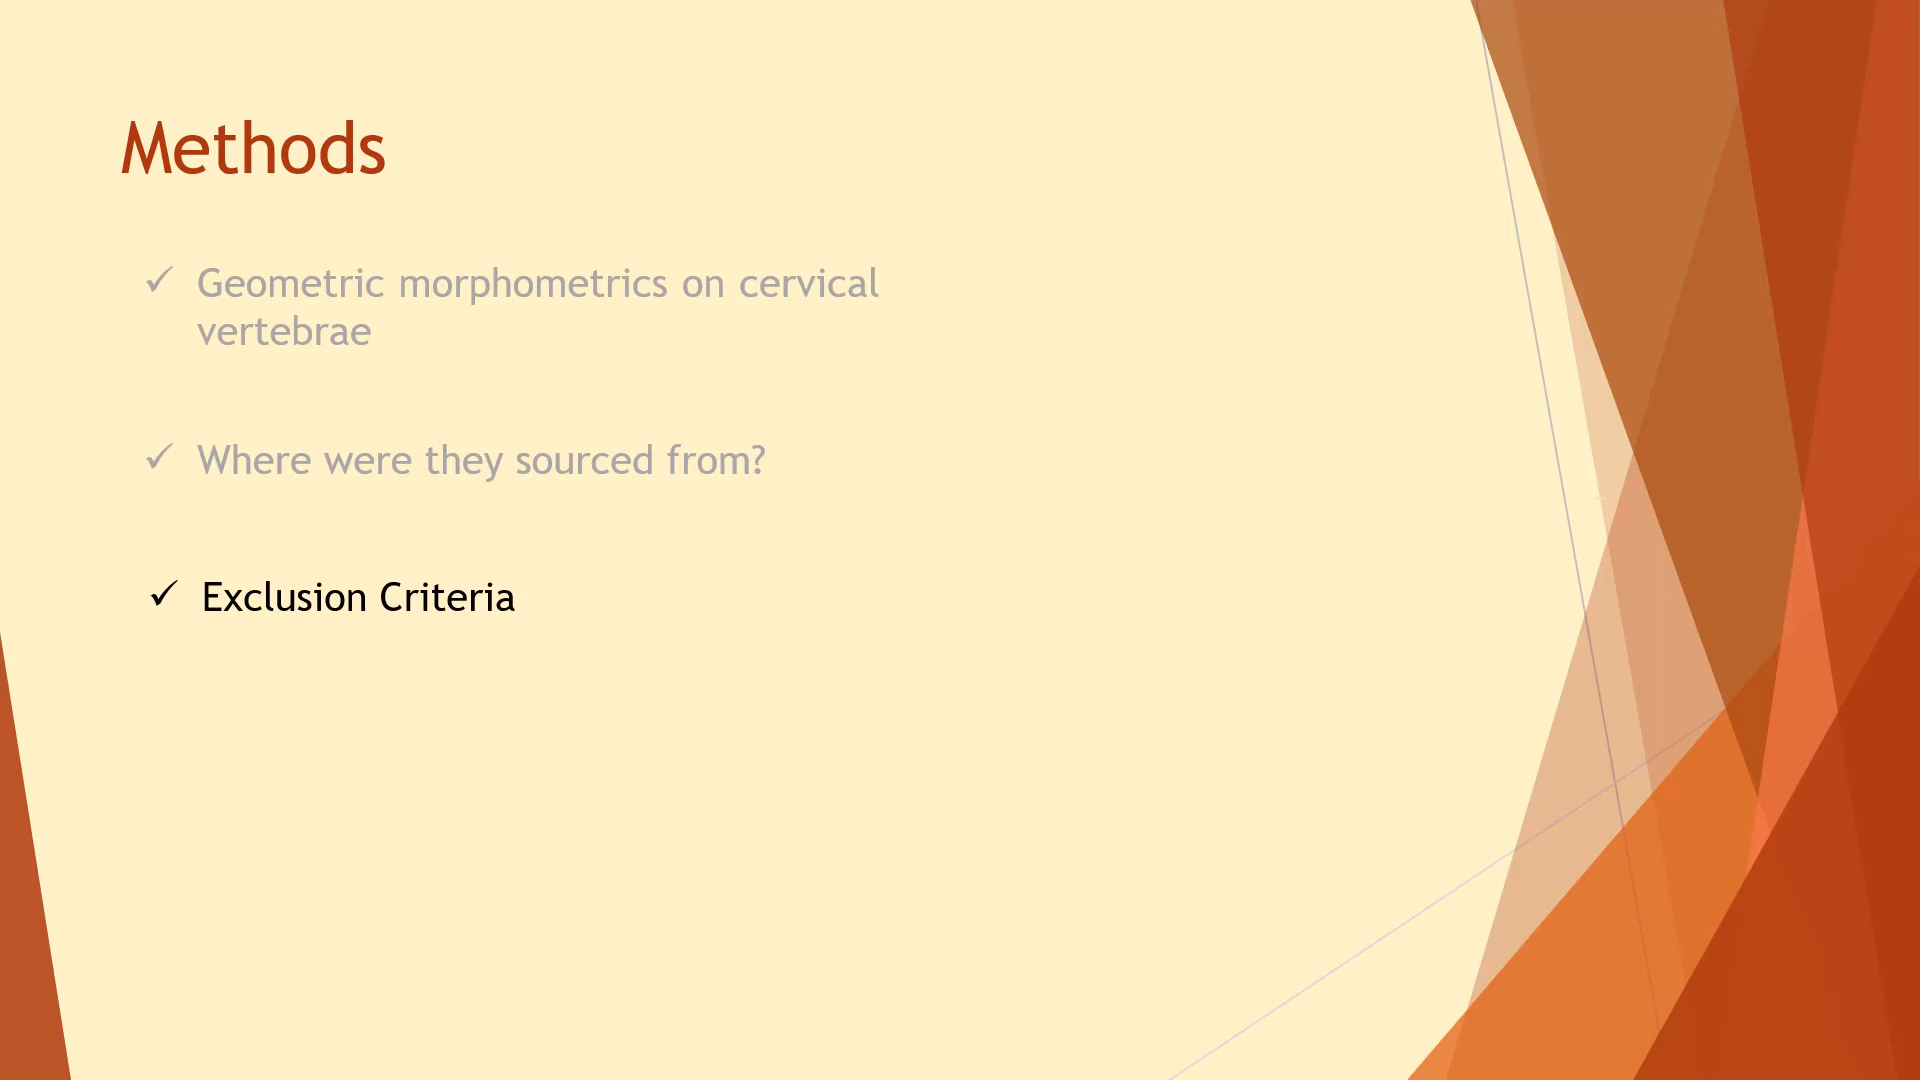 Methods
✓ Geometric morphometrics on cervical
vertebrae
✓ Where were they sourced from?
✓ Exclusion Criteria